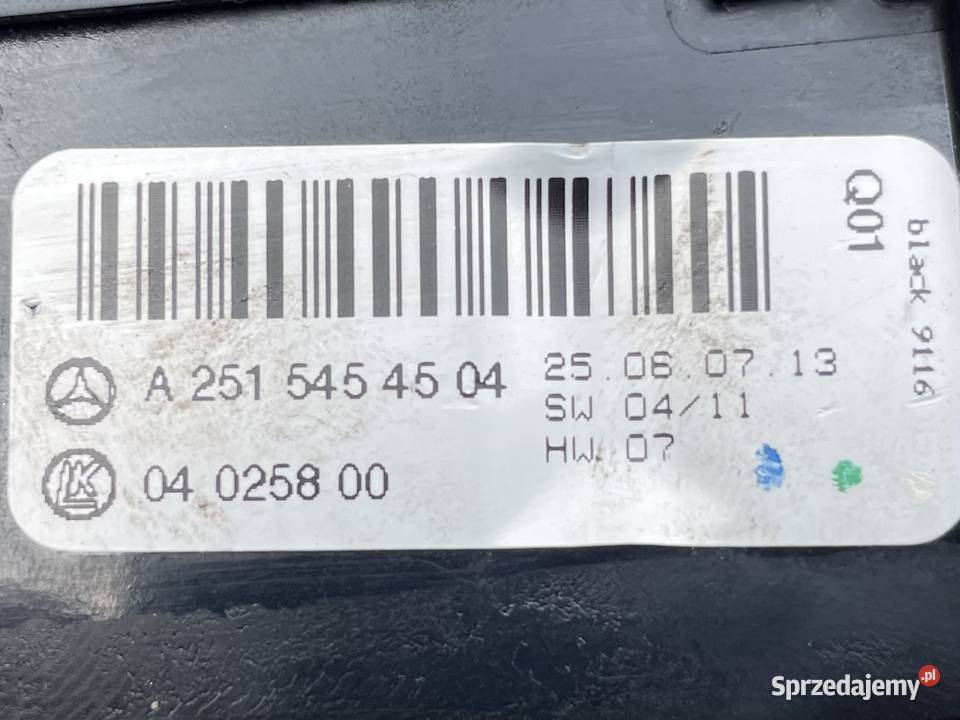 Q01
black 9116
A 251 545 45 04
25.06.07.13
SW 04/11
HW. 07
LK
04 0258 00
Sprzedajemy.pl